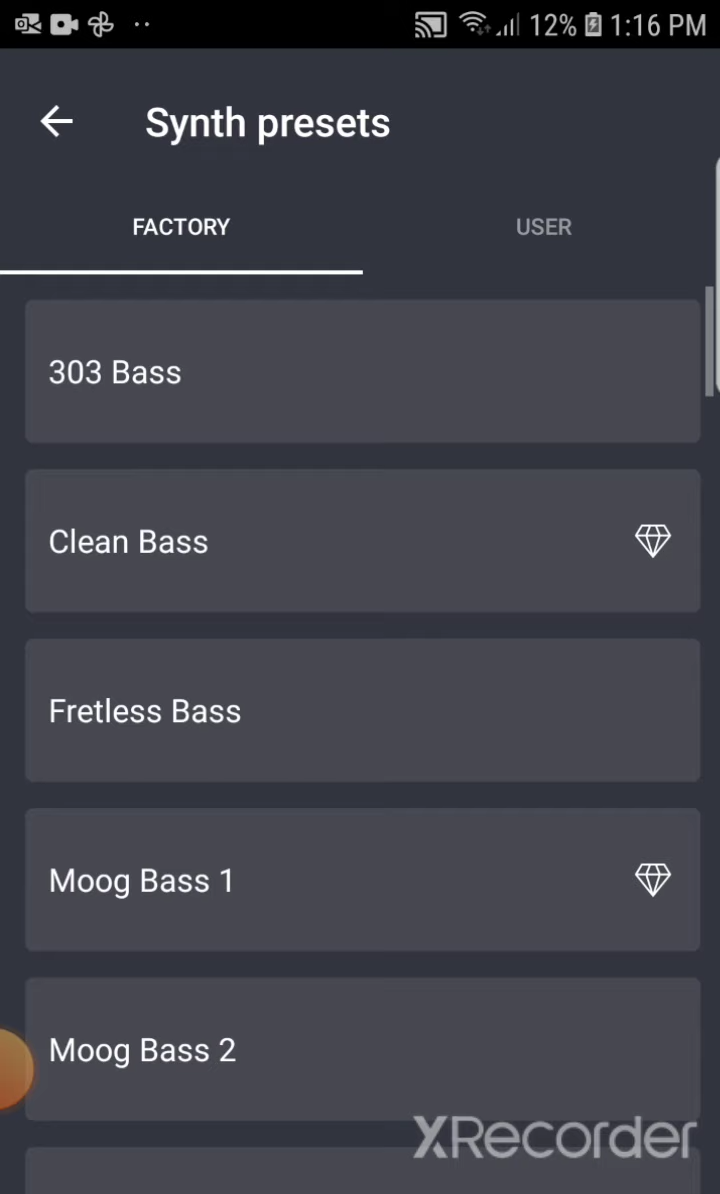 12% 1:16 PM
Synth presets
FACTORY USER
303 Bass
Clean Bass
Fretless Bass
Moog Bass 1
Moog Bass 2
XRecorder